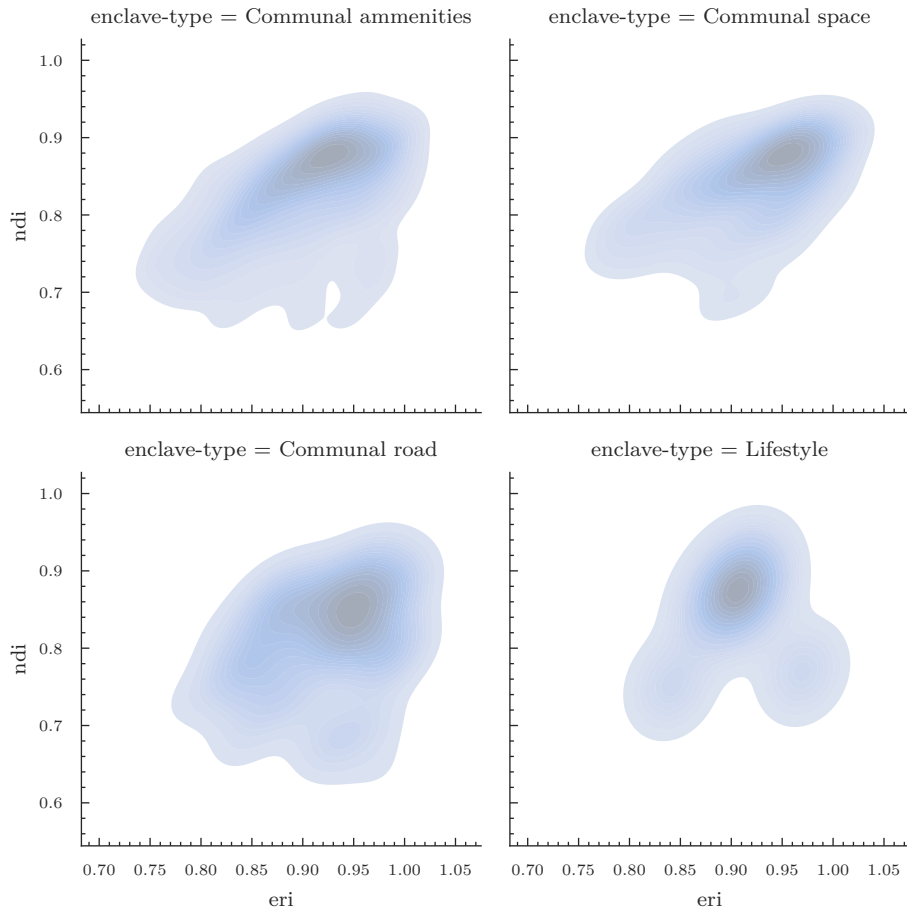 enclave-type = Communal ammenities
enclave-type = Communal space
1.0
0.9
0.8
0.7
0.6
ndi
enclave-type = Communal road
enclave-type = Lifestyle
1.0
0.9
0.8
0.7
0.6
ndi
0.70 0.75 0.80 0.85 0.90 0.95 1.00 1.05
0.70 0.75 0.80 0.85 0.90 0.95 1.00 1.05
eri
eri